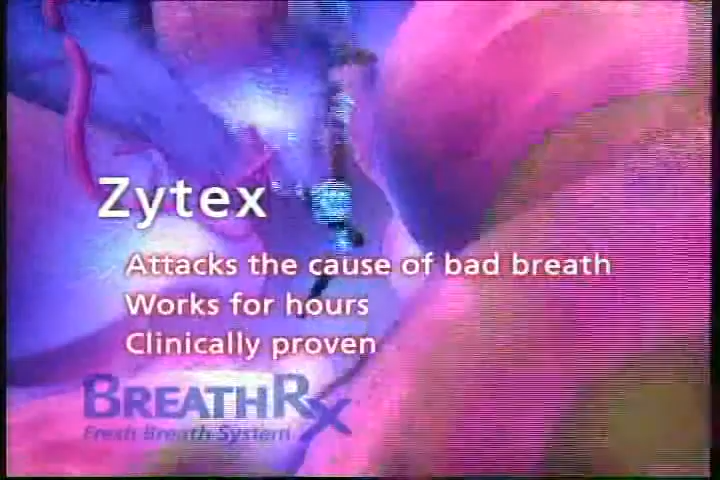 Zytex
Attacks the cause of bad breath
Works for hours
Clinically proven
BREATHRX
Fresh Breath System